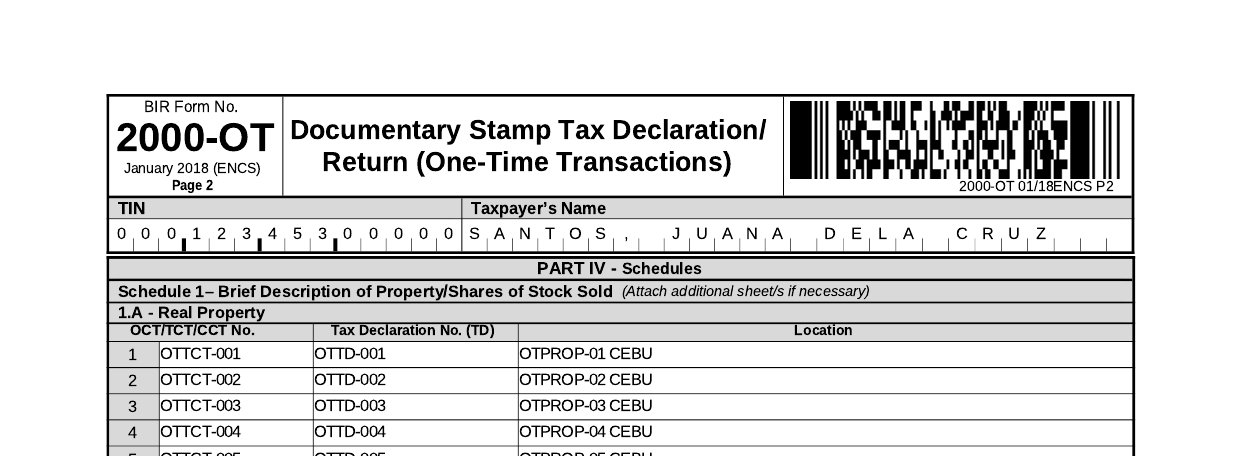 BIR Form No.
2000-OT
January 2018 (ENCS)
Page 2
Documentary Stamp Tax Declaration/
Return (One-Time Transactions)
2000-OT 01/18ENCS P2
TIN Taxpayer’s Name
0 0 0 1 2 3 4 5 3 0 0 0 0 0 S A N T O S , J U A N A D E L A C R U Z
PART IV - Schedules
Schedule 1– Brief Description of Property/Shares of Stock Sold (Attach additional sheet/s if necessary)
1.A - Real Property
OCT/TCT/CCT No. Tax Declaration No. (TD) Location
1 OTTCT-001 OTTD-001 OTPROP-01 CEBU
2 OTTCT-002 OTTD-002 OTPROP-02 CEBU
3 OTTCT-003 OTTD-003 OTPROP-03 CEBU
4 OTTCT-004 OTTD-004 OTPROP-04 CEBU